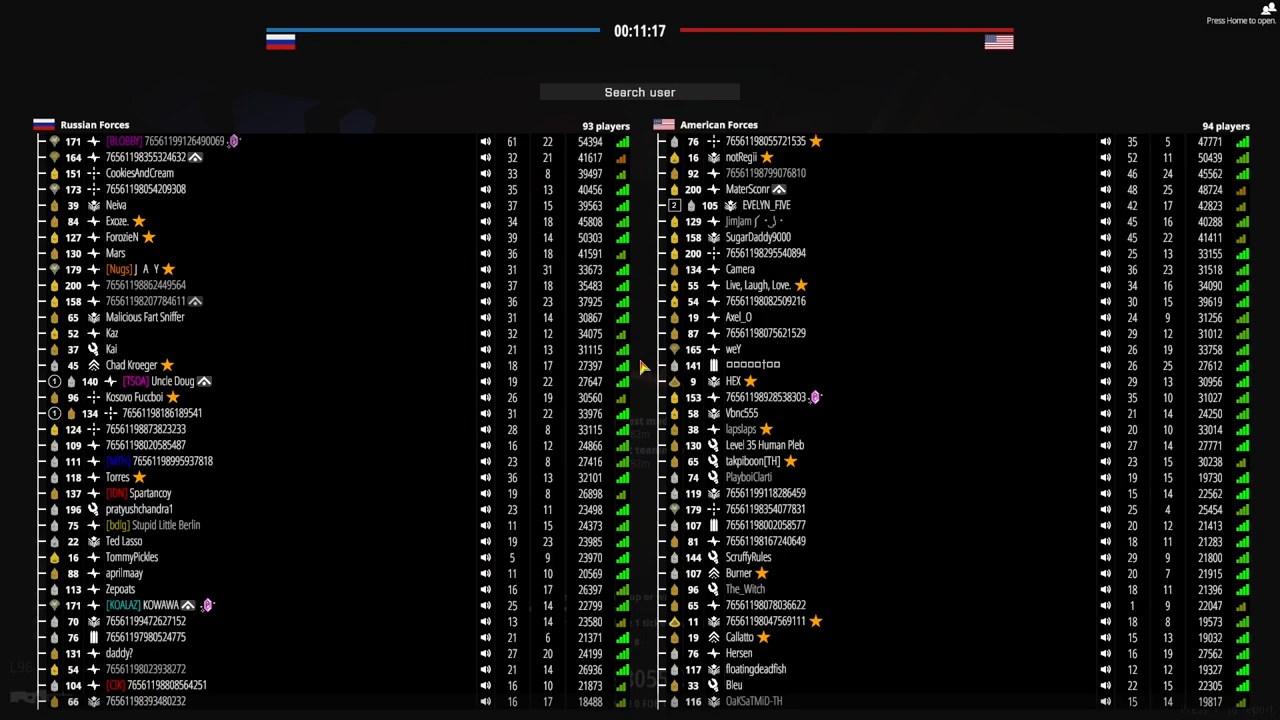 Press Home to open.
00:11:17
Search user
Russian Forces 93 players
171 [BLOBBY] 76561199126490069 61 22 54394
164 76561198355324632 32 21 41617
151 CookiesAndCream 33 8 39497
173 76561198054209308 35 13 40456
39 Neiva 37 15 39563
84 Exoze. 34 18 45808
127 ForozieN 39 14 50303
130 Mars 36 18 41591
179 [Nugs] J A Y 31 31 33673
200 76561198862449564 37 18 35483
158 76561198207784611 36 23 37925
65 Malicious Fart Sniffer 31 14 30867
52 Kaz 32 12 34075
37 Kai 21 13 31115
45 Chad Kroeger 18 17 27397
1 140 [TSOA] Uncle Doug 19 22 27647
96 Kosovo Fuccboi 26 19 30560
1 134 76561198186189541 31 22 33976
124 76561198873823233 28 8 33115
109 76561198020585487 16 12 24866
111 [MTH] 76561198995937818 23 8 27416
118 Torres 36 13 32101
137 [IDN] Spartancoy 19 8 26898
196 pratyushchandra1 23 11 23498
75 [bdlg] Stupid Little Berlin 11 15 24373
22 Ted Lasso 19 23 23985
16 TommyPickles 5 9 23970
88 aprilmaay 11 10 20569
113 Zepoats 16 17 26397
171 [KOALAZ] KOWAWA 25 14 22799
70 76561199472627152 13 14 23580
76 76561197980524775 21 6 21371
131 daddy? 27 20 24199
54 76561198023938272 21 14 26936
104 [CIK] 76561198808564251 16 10 21873
66 76561198393480232 16 17 18488
American Forces 94 players
76 76561198055721535 35 5 47771
16 notRegii 52 11 50439
92 76561198799076810 46 24 45562
200 MaterSconr 48 25 48724
2 105 EVELYN_FIVE 42 17 42823
129 JimJam 45 16 40288
158 SugarDaddy9000 45 22 41411
200 76561198295540894 25 13 33155
134 Camera 36 23 31518
55 Live, Laugh, Love. 34 16 34090
54 76561198082509216 30 15 39619
19 Axel_O 24 9 31256
87 76561198075621529 29 12 31012
165 weY 26 19 33758
141 □□□□□†□□ 26 25 27612
9 HEX 29 13 30956
153 76561198928538303 35 10 31027
58 Vbnc555 21 14 24250
38 lapslaps 20 10 33014
130 Level 35 Human Pleb 27 14 27771
65 takpiboon[TH] 23 15 30238
74 PlayboiClarti 19 15 19730
119 76561199118286459 15 14 22562
179 76561198354077831 25 4 25454
107 76561198002058577 20 12 21413
81 76561198167240649 18 11 21283
144 ScruffyRules 29 9 21800
107 Burner 20 7 21915
96 The_Witch 18 11 21396
65 76561198078036622 1 9 22047
11 76561198047569111 18 8 19573
19 Callatto 15 13 19032
76 Hersen 16 19 27562
117 floatingdeadfish 12 12 19327
33 Bleu 22 15 22305
116 OaKSaTMiD-TH 15 14 19817